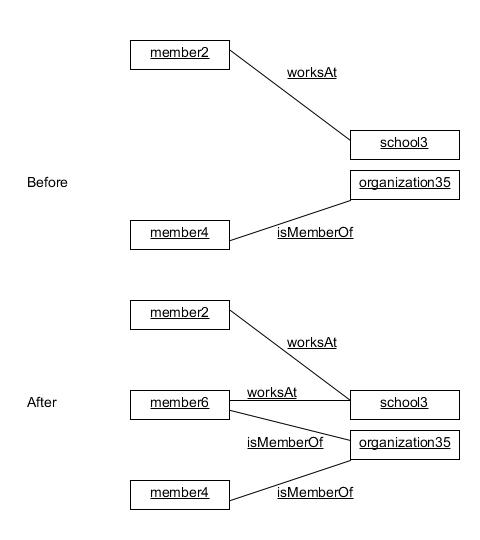 member2
worksAt
school3
Before
organization35
member4
isMemberOf
member2
worksAt
worksAt
After
member6
school3
isMemberOf
organization35
member4
isMemberOf